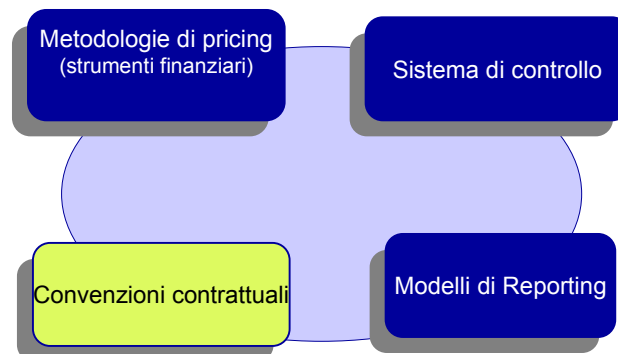 Metodologie di pricing
(strumenti finanziari)
Sistema di controllo
Convenzioni contrattuali
Modelli di Reporting